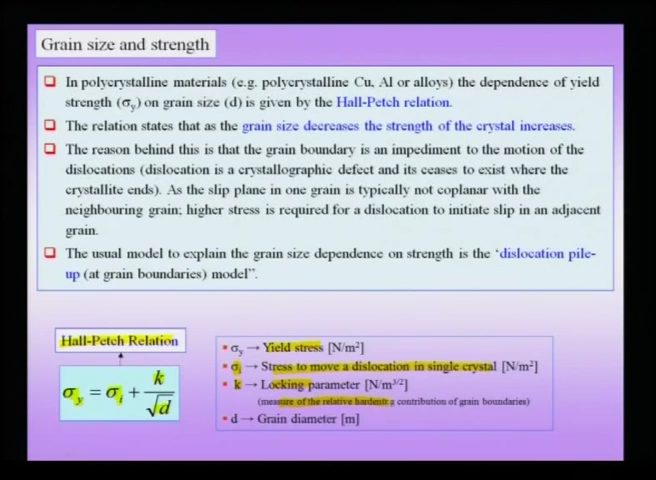 Grain size and strength
❑ In polycrystalline materials (e.g. polycrystalline Cu, Al or alloys) the dependence of yield
strength (σy) on grain size (d) is given by the Hall-Petch relation.
❑ The relation states that as the grain size decreases the strength of the crystal increases.
❑ The reason behind this is that the grain boundary is an impediment to the motion of the
dislocations (dislocation is a crystallographic defect and its ceases to exist where the
crystallite ends). As the slip plane in one grain is typically not coplanar with the
neighbouring grain; higher stress is required for a dislocation to initiate slip in an adjacent
grain.
❑ The usual model to explain the grain size dependence on strength is the ‘dislocation pile-
up (at grain boundaries) model”.
Hall-Petch Relation
σy = σi + k/√d
▪ σy → Yield stress [N/m²]
▪ σi → Stress to move a dislocation in single crystal [N/m²]
▪ k → Locking parameter [N/m^3/2]
(measure of the relative hardening contribution of grain boundaries)
▪ d → Grain diameter [m]